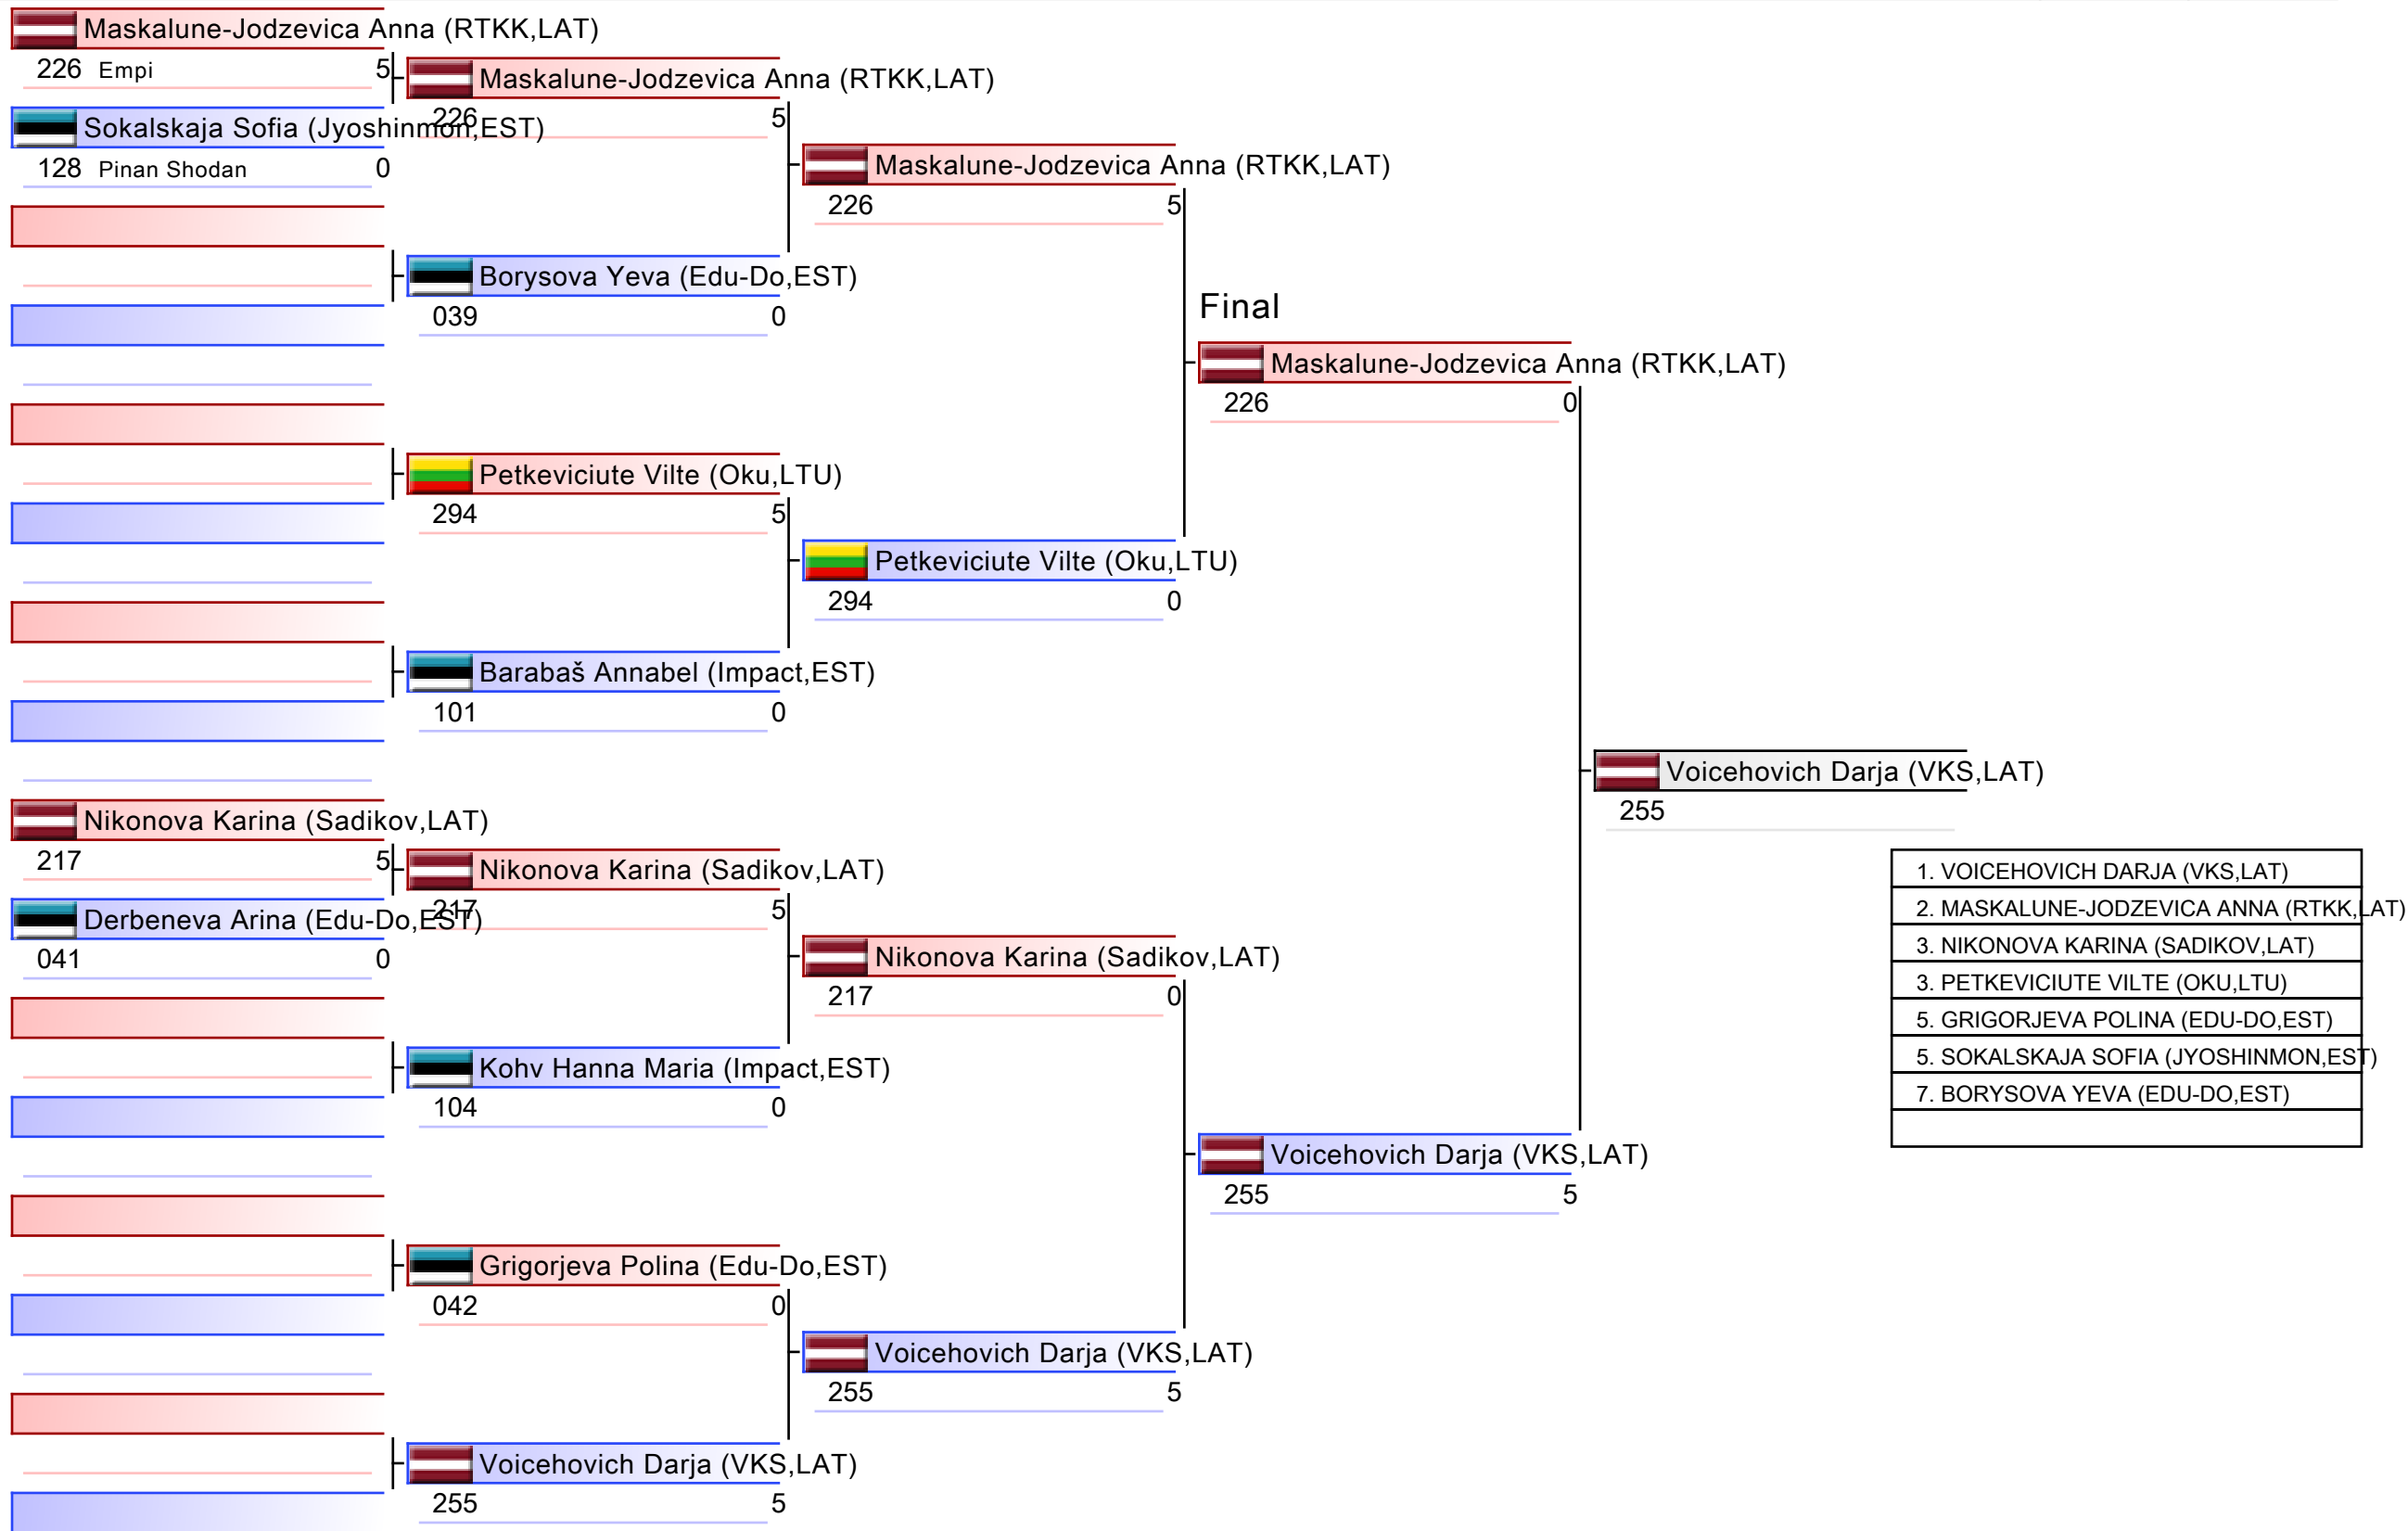 Maskalune-Jodzevica Anna (RTKK,LAT)
226 Empi 5
Sokalskaja Sofia (Jyoshinmon,EST)
128 Pinan Shodan 0
Nikonova Karina (Sadikov,LAT)
217 5
Derbeneva Arina (Edu-Do,EST)
041 0
Maskalune-Jodzevica Anna (RTKK,LAT)
226 5
Borysova Yeva (Edu-Do,EST)
039 0
Petkeviciute Vilte (Oku,LTU)
294 5
Barabaš Annabel (Impact,EST)
101 0
Nikonova Karina (Sadikov,LAT)
217 5
Kohv Hanna Maria (Impact,EST)
104 0
Grigorjeva Polina (Edu-Do,EST)
042 0
Voicehovich Darja (VKS,LAT)
255 5
Maskalune-Jodzevica Anna (RTKK,LAT)
226 5
Petkeviciute Vilte (Oku,LTU)
294 0
Nikonova Karina (Sadikov,LAT)
217 0
Voicehovich Darja (VKS,LAT)
255 5
Final
Maskalune-Jodzevica Anna (RTKK,LAT)
226 0
Voicehovich Darja (VKS,LAT)
255 5
Voicehovich Darja (VKS,LAT)
255
1. VOICEHOVICH DARJA (VKS,LAT)
2. MASKALUNE-JODZEVICA ANNA (RTKK,LAT)
3. NIKONOVA KARINA (SADIKOV,LAT)
3. PETKEVICIUTE VILTE (OKU,LTU)
5. GRIGORJEVA POLINA (EDU-DO,EST)
5. SOKALSKAJA SOFIA (JYOSHINMON,EST)
7. BORYSOVA YEVA (EDU-DO,EST)